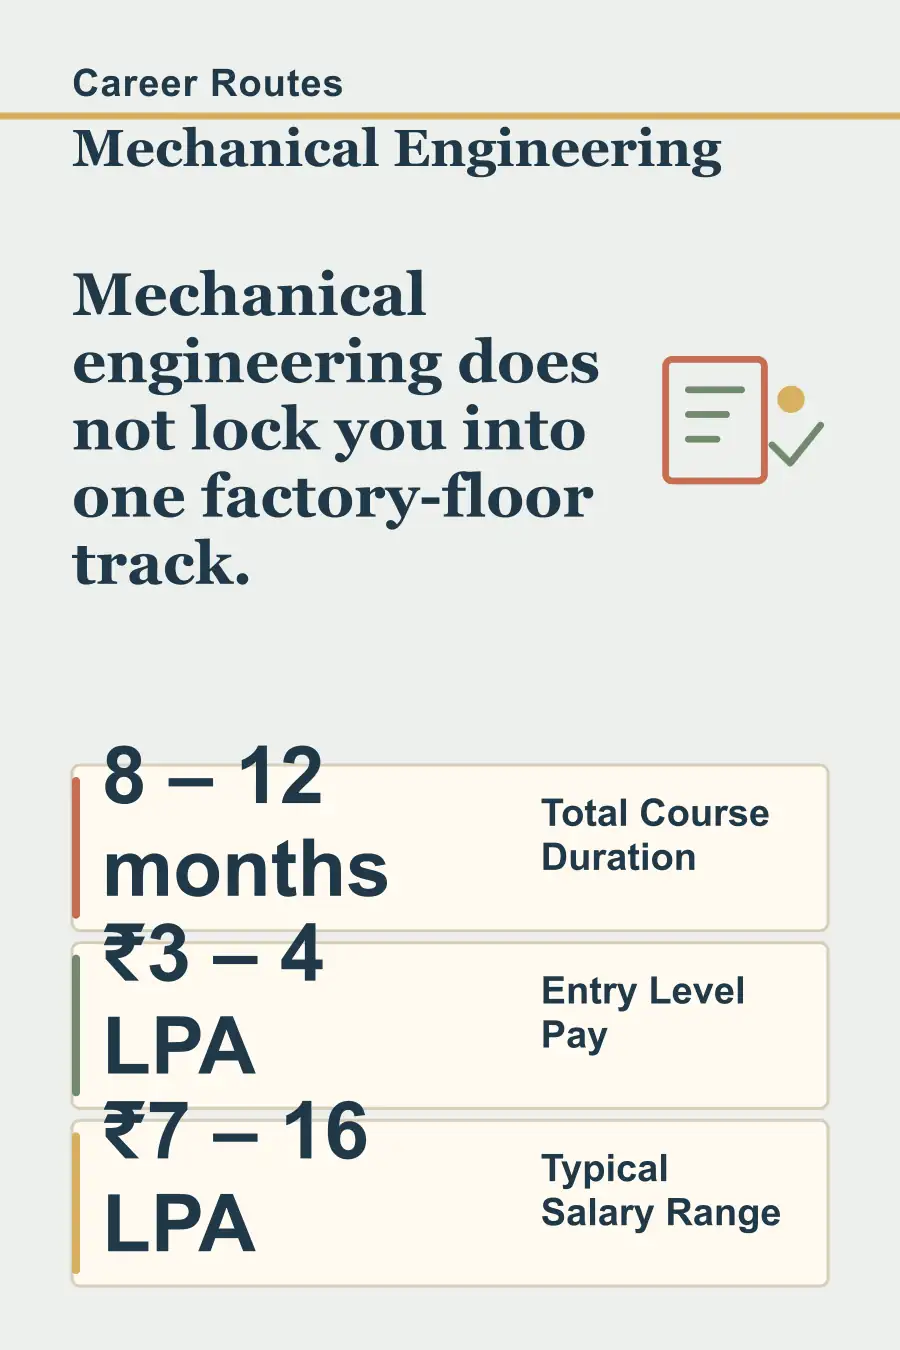 Career Routes
Mechanical Engineering
Mechanical
engineering does
not lock you into
one factory-floor
track.
8 – 12
months
Total Course
Duration
₹3 – 4
LPA
Entry Level
Pay
₹7 – 16
LPA
Typical
Salary Range